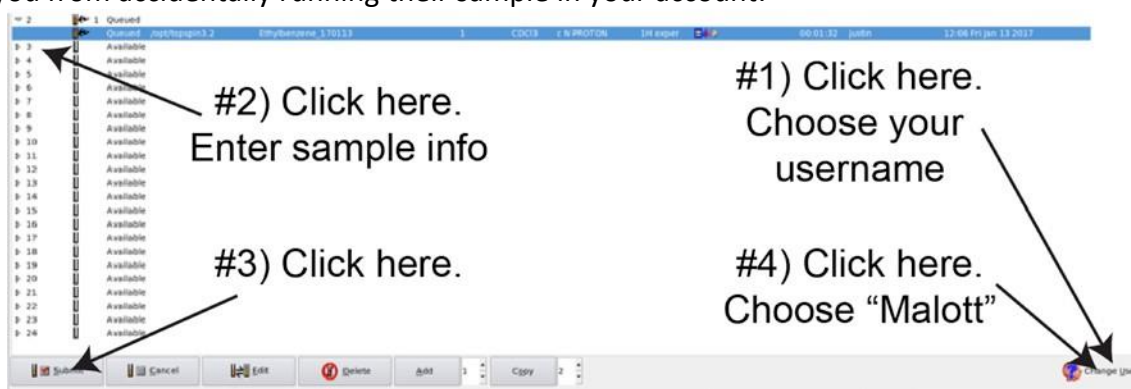 you from accidentally running their sample in your account.
2 1 Queued
Queued /opt/topspin3.2 Ethylbenzene_170113 1 CDCl3 c N PROTON 1H exper 00:01:32 justin 12:06 Fri Jan 13 2017
3 Available
4 Available
5 Available
6 Available
7 Available
8 Available
9 Available
10 Available
11 Available
12 Available
13 Available
14 Available
15 Available
16 Available
17 Available
18 Available
19 Available
20 Available
21 Available
22 Available
23 Available
24 Available
#2) Click here.
Enter sample info
#1) Click here.
Choose your
username
#3) Click here.
#4) Click here.
Choose “Malott”
Submit Cancel Edit Delete Add 1 Copy 2 Change Use